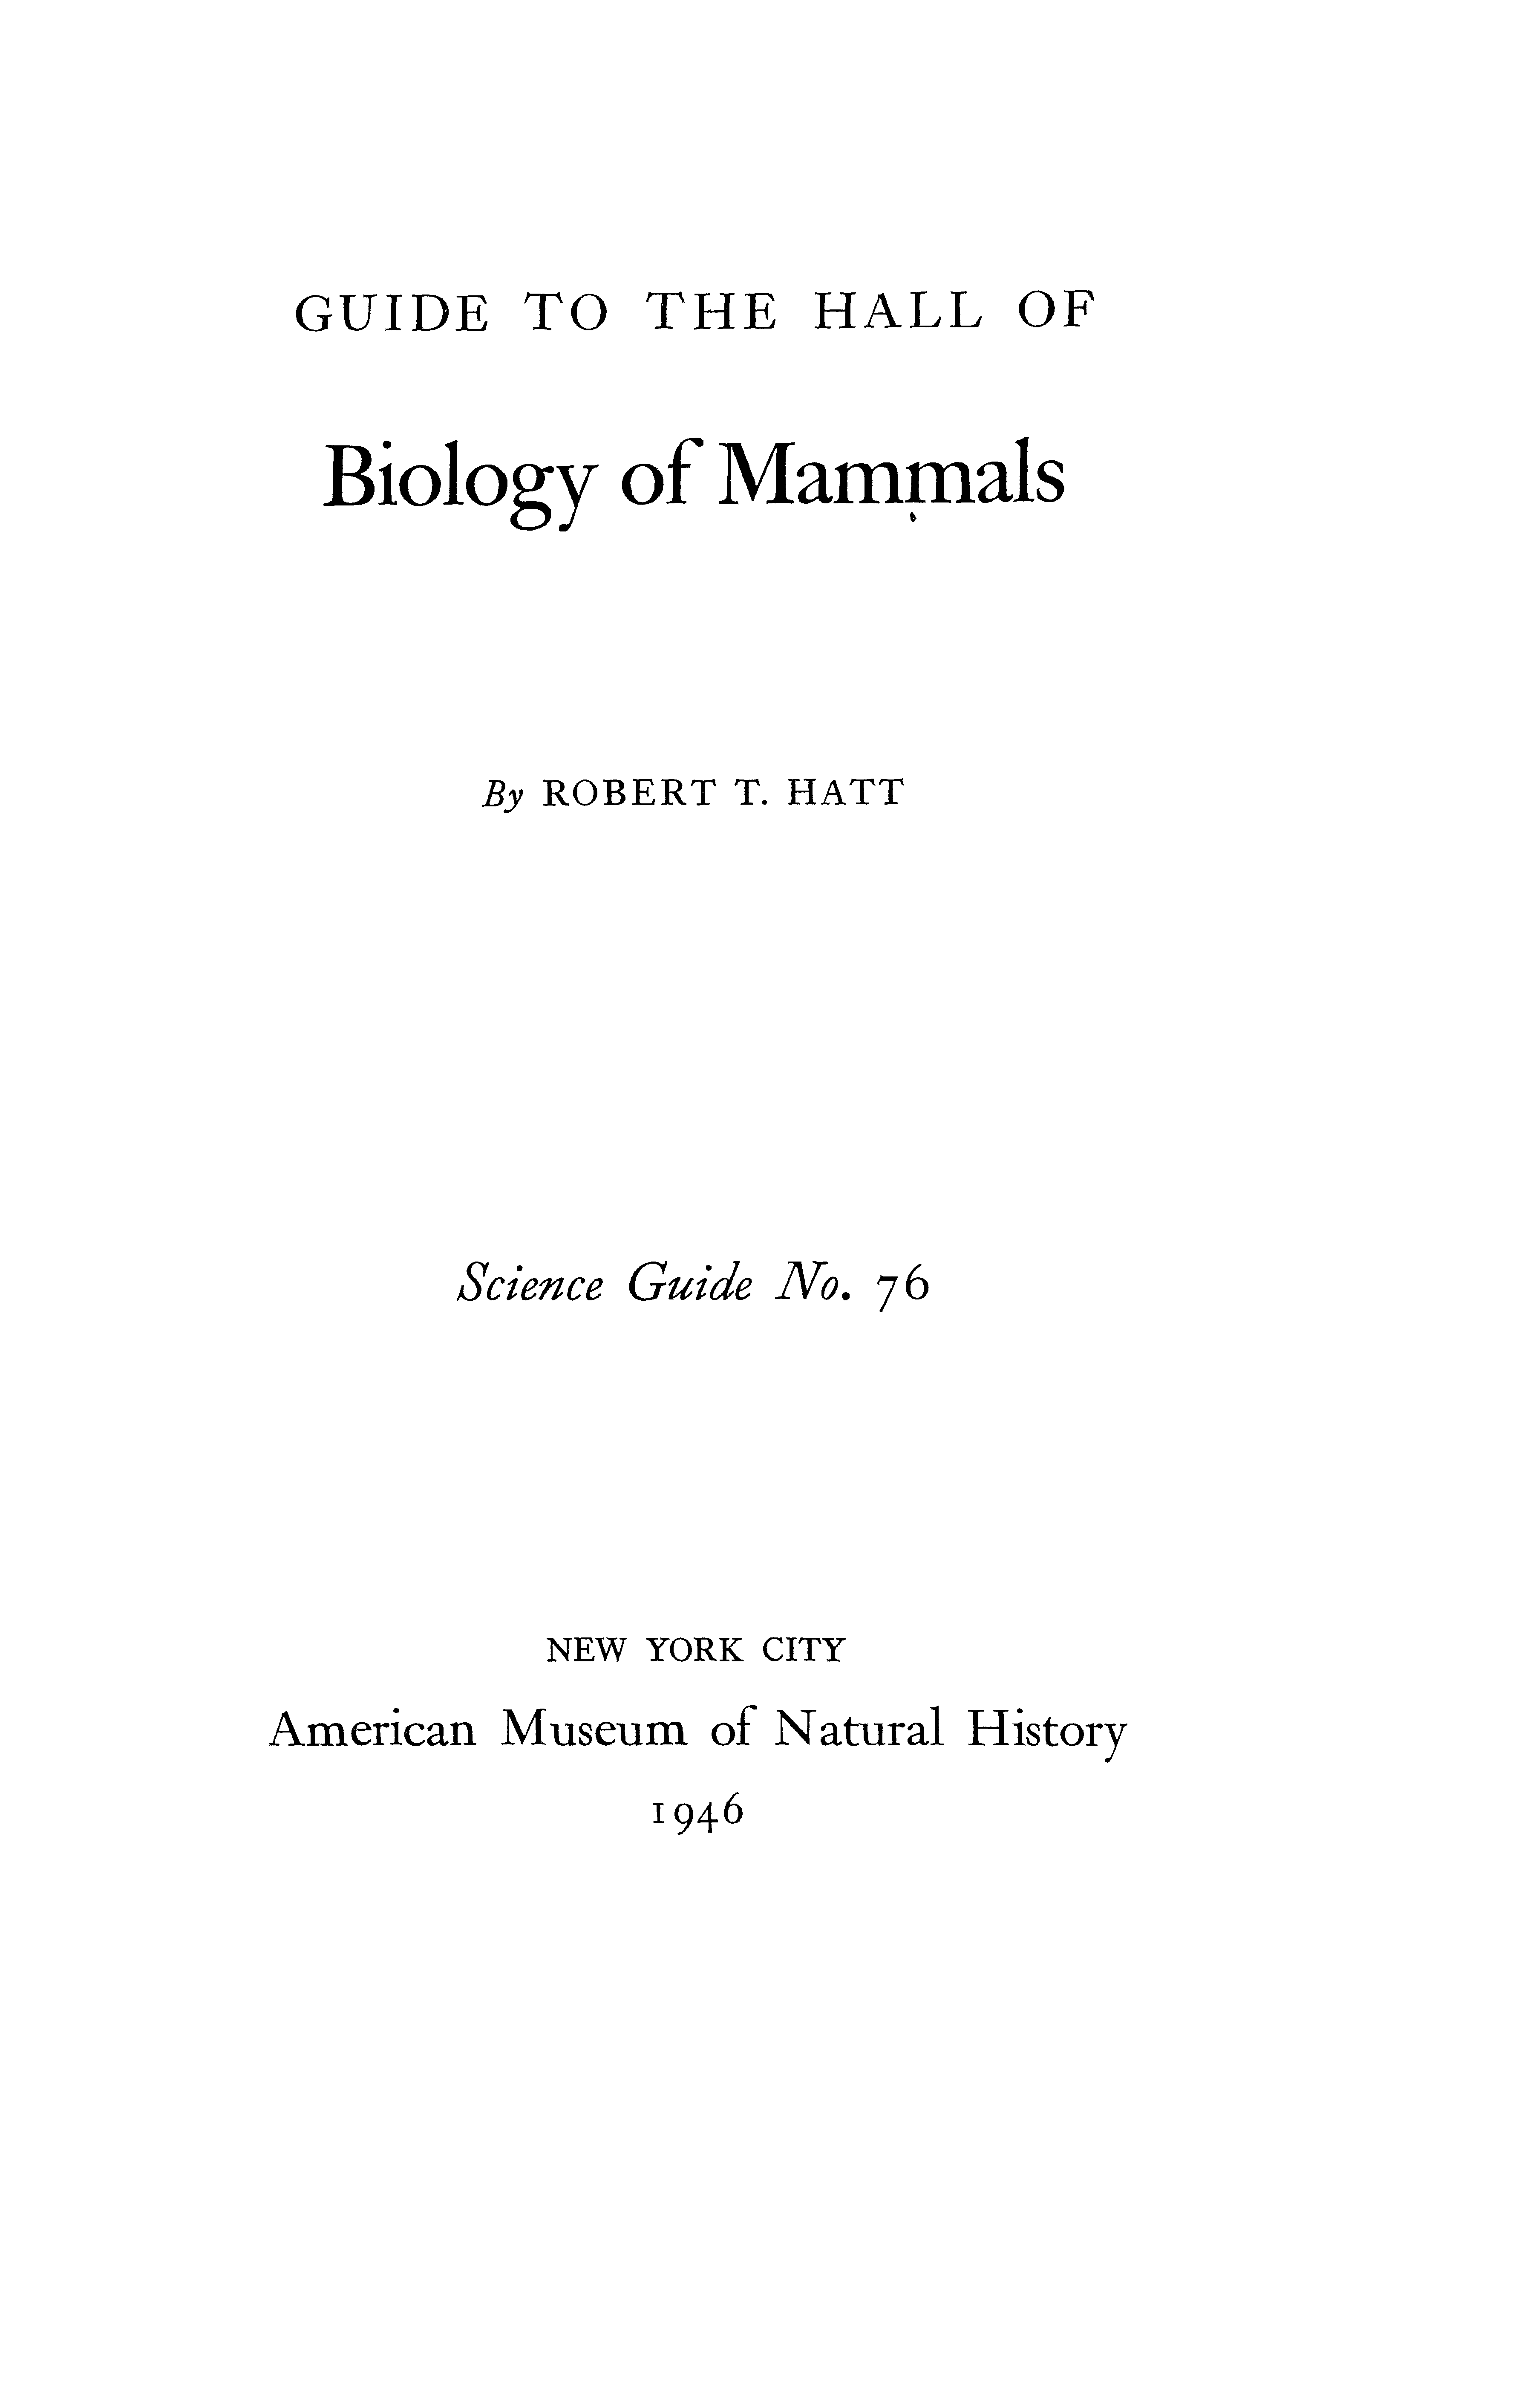 GUIDE TO THE HALL OF
Biology of Mammals
By ROBERT T. HATT
Science Guide No. 76
NEW YORK CITY
American Museum of Natural History
1946